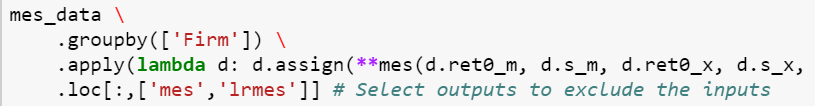 mes_data \
.groupby(['Firm']) \
.apply(lambda d: d.assign(**mes(d.ret0_m, d.s_m, d.ret0_x, d.s_x,
.loc[:,['mes','lrmes']] # Select outputs to exclude the inputs